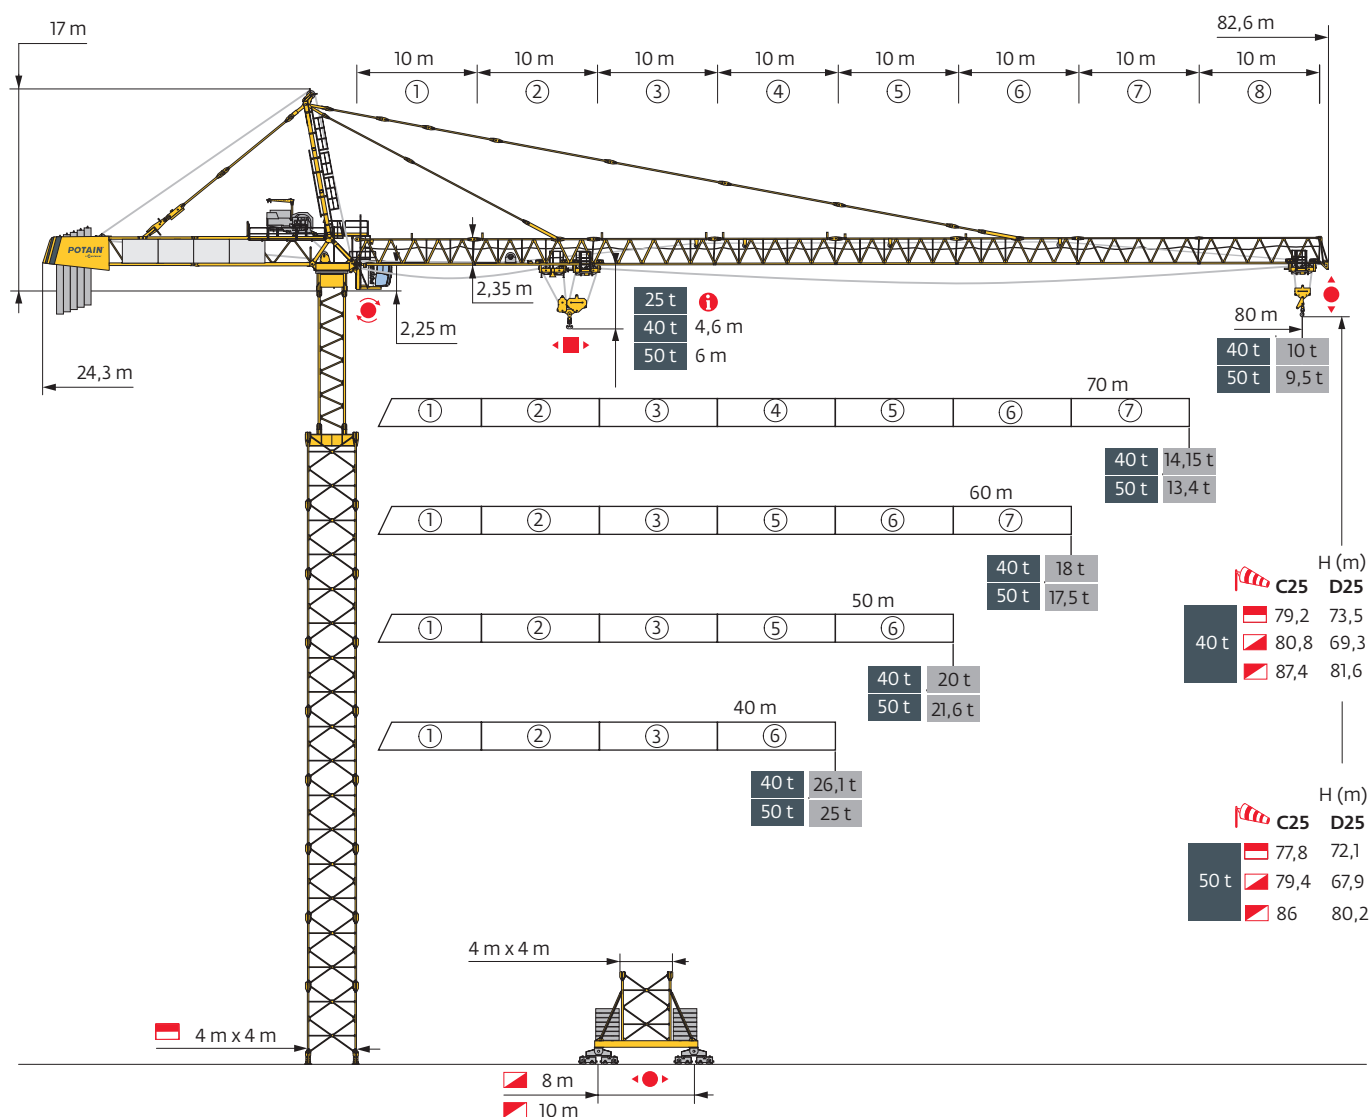 17 m
82,6 m
10 m 10 m 10 m 10 m 10 m 10 m 10 m 10 m
1 2 3 4 5 6 7 8
POTAIN
2,35 m
2,25 m
24,3 m
25 t
40 t 4,6 m
50 t 6 m
80 m
40 t 10 t
50 t 9,5 t
70 m
1 2 3 4 5 6 7
40 t 14,15 t
50 t 13,4 t
60 m
1 2 3 5 6 7
40 t 18 t
50 t 17,5 t
50 m
1 2 3 5 6
40 t 20 t
50 t 21,6 t
40 m
1 2 3 6
40 t 26,1 t
50 t 25 t
H (m)
C25 D25
40 t
79,2 73,5
80,8 69,3
87,4 81,6
H (m)
C25 D25
50 t
77,8 72,1
79,4 67,9
86 80,2
4 m x 4 m
4 m x 4 m
8 m
10 m